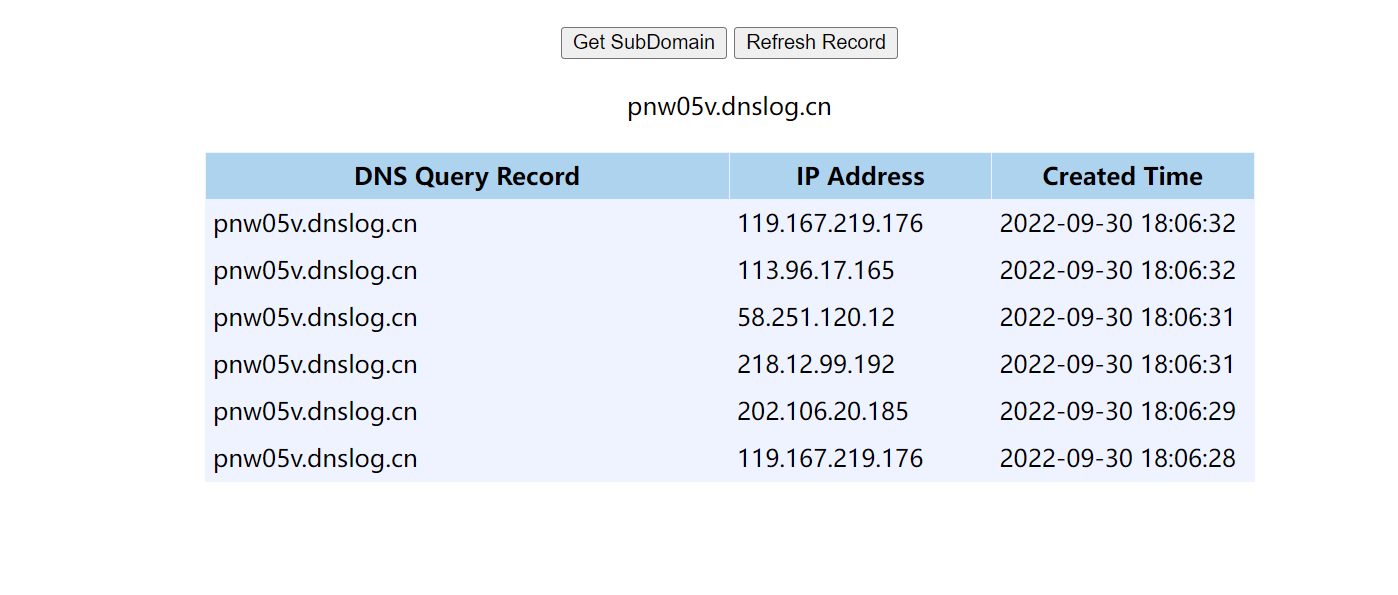 Get SubDomain Refresh Record
pnw05v.dnslog.cn
DNS Query Record IP Address Created Time
pnw05v.dnslog.cn 119.167.219.176 2022-09-30 18:06:32
pnw05v.dnslog.cn 113.96.17.165 2022-09-30 18:06:32
pnw05v.dnslog.cn 58.251.120.12 2022-09-30 18:06:31
pnw05v.dnslog.cn 218.12.99.192 2022-09-30 18:06:31
pnw05v.dnslog.cn 202.106.20.185 2022-09-30 18:06:29
pnw05v.dnslog.cn 119.167.219.176 2022-09-30 18:06:28